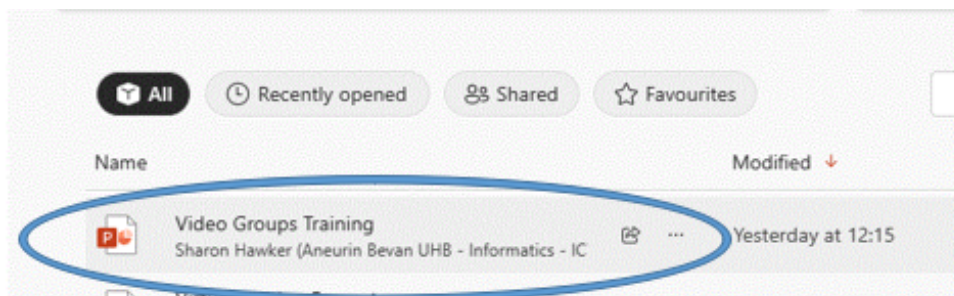 All Recently opened Shared Favourites
Name Modified
Video Groups Training
Sharon Hawker (Aneurin Bevan UHB - Informatics - IC
Yesterday at 12:15